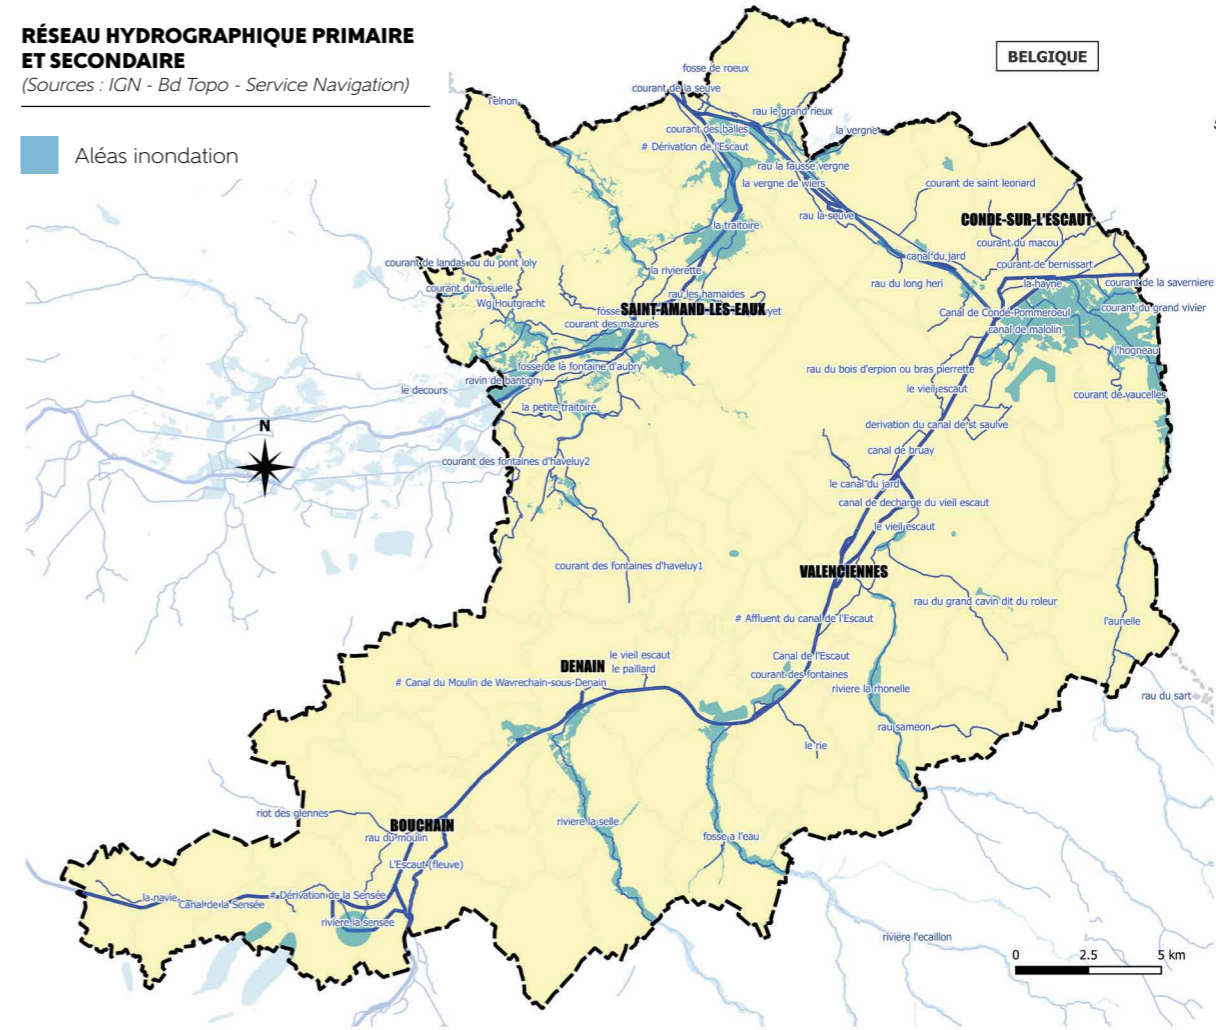 RÉSEAU HYDROGRAPHIQUE PRIMAIRE
ET SECONDAIRE
(Sources : IGN - Bd Topo - Service Navigation)
Aléas inondation
BELGIQUE
fosse de roeux
courant de la seuve
l'elnon
rau le grand rieux
courant des balles
la vergne
# Dérivation de l'Escaut
rau la fausse vergne
la vergne de wiers
courant de saint leonard
rau la seuve
CONDE-SUR-L'ESCAUT
la traitoire
courant du macou
canal du jard
courant de landas ou du pont loly
courant de bernissart
la rivierette
courant du rosuelle
rau du long heri
la hayne
courant de la saverniere
rau les hamaides
Wg Houtgracht
SAINT-AMAND-LES-EAUX
fosse
courant du grand vivier
Canal de Condé-Pommeroeul
courant des mazures
canal de malolin
l'hogneau
fosse de la fontaine d'aubry
rau du bois d'erpion ou bras pierrette
ravin de bantigny
le decours
le vieil escaut
courant de vaucelles
la petite traitoire
N
derivation du canal de st saulve
canal de bruay
courant des fontaines d'haveluy2
le canal du jard
canal de decharge du vieil escaut
le vieil escaut
courant des fontaines d'haveluy1
VALENCIENNES
rau du grand cavin dit du roleur
# Affluent du canal de l'Escaut
l'aunelle
le vieil escaut
Canal de l'Escaut
DENAIN
le paillard
courant des fontaines
# Canal du Moulin de Wavrechain-sous-Denain
riviere la rhonelle
rau du sart
rau sameon
le rie
riot des glennes
BOUCHAIN
riviere la selle
rau du moulin
fosse a l'eau
L'Escaut (fleuve)
la navie
# Dérivation de la Sensée
Canal de la Sensée
riviere la sensee
riviere l'ecaillon
0 2.5 5 km